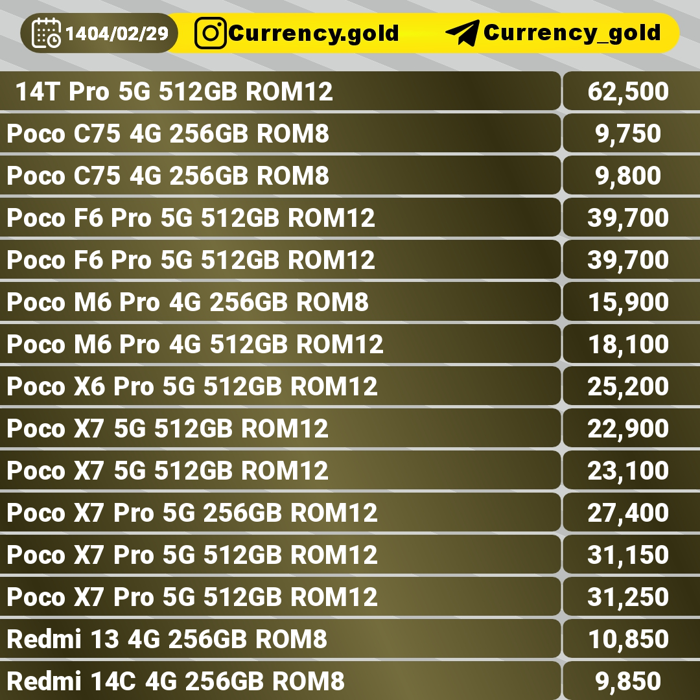 1404/02/29 Currency.gold Currency_gold
14T Pro 5G 512GB ROM12 62,500
Poco C75 4G 256GB ROM8 9,750
Poco C75 4G 256GB ROM8 9,800
Poco F6 Pro 5G 512GB ROM12 39,700
Poco F6 Pro 5G 512GB ROM12 39,700
Poco M6 Pro 4G 256GB ROM8 15,900
Poco M6 Pro 4G 512GB ROM12 18,100
Poco X6 Pro 5G 512GB ROM12 25,200
Poco X7 5G 512GB ROM12 22,900
Poco X7 5G 512GB ROM12 23,100
Poco X7 Pro 5G 256GB ROM12 27,400
Poco X7 Pro 5G 512GB ROM12 31,150
Poco X7 Pro 5G 512GB ROM12 31,250
Redmi 13 4G 256GB ROM8 10,850
Redmi 14C 4G 256GB ROM8 9,850